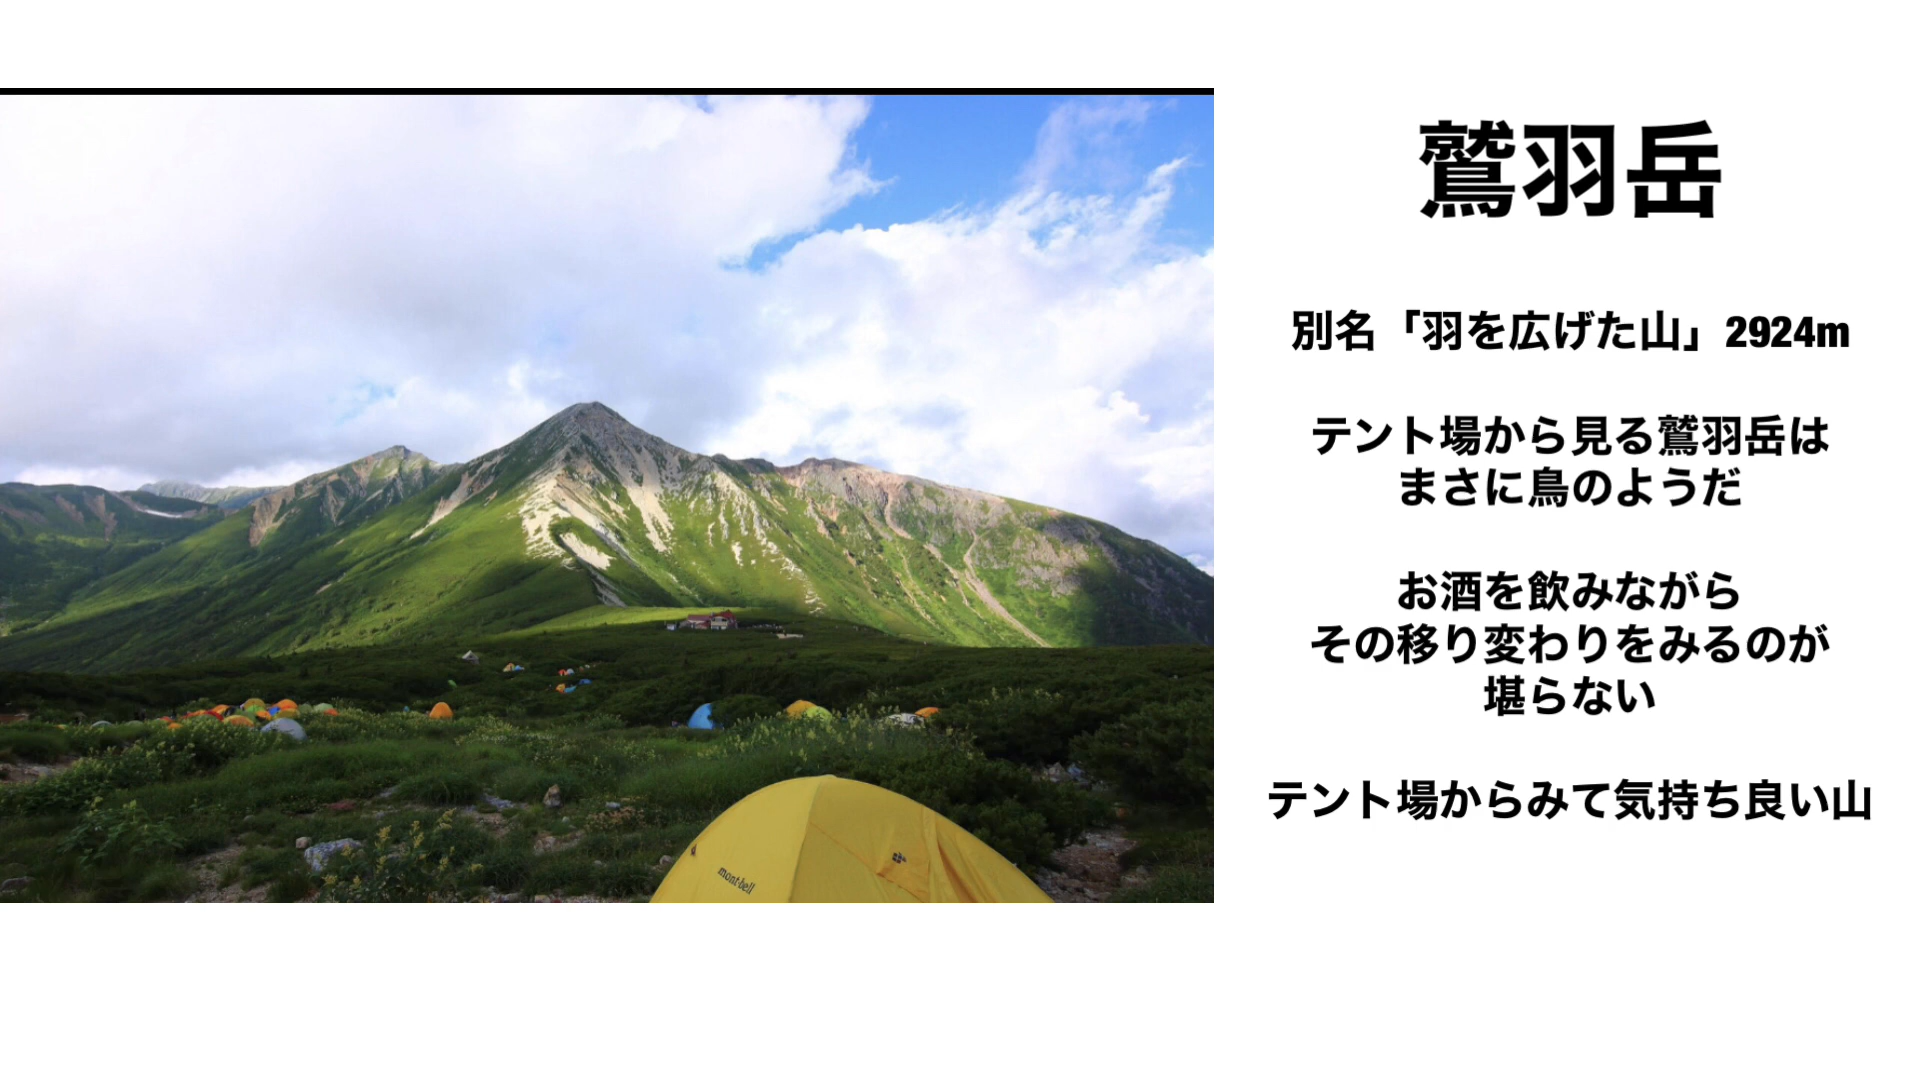 鷲羽岳
別名「羽を広げた山」2924m
テント場から見る鷲羽岳は
まさに鳥のようだ
お酒を飲みながら
その移り変わりをみるのが
堪らない
テント場からみて気持ち良い山
mont-bell